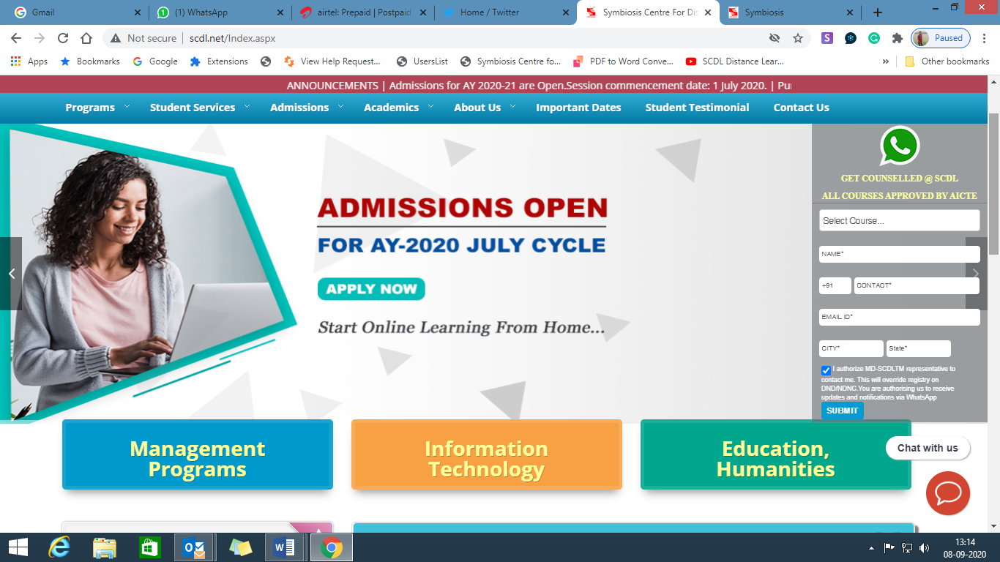 Gmail
(1) WhatsApp
airtel: Prepaid | Postpaid
Home / Twitter
Symbiosis Centre For Dis
Symbiosis
Not secure | scdl.net/Index.aspx
Paused
Apps
Bookmarks
Google
Extensions
View Help Request...
UsersList
Symbiosis Centre fo...
PDF to Word Conve...
SCDL Distance Lear...
»
Other bookmarks
ANNOUNCEMENTS | Admissions for AY 2020-21 are Open.Session commencement date: 1 July 2020. |
Programs
Student Services
Admissions
Academics
About Us
Important Dates
Student Testimonial
Contact Us
ADMISSIONS OPEN
FOR AY-2020 JULY CYCLE
APPLY NOW
Start Online Learning From Home...
GET COUNSELLED @ SCDL
ALL COURSES APPROVED BY AICTE
Select Course...
NAME*
+91
CONTACT*
EMAIL ID*
CITY*
State*
I authorize MD-SCDLTM representative to
contact me. This will override registry on
DND/NDNC.You are authorising us to receive
updates and notifications via WhatsApp
SUBMIT
Management
Programs
Information
Technology
Education,
Humanities
Chat with us
13:14
08-09-2020